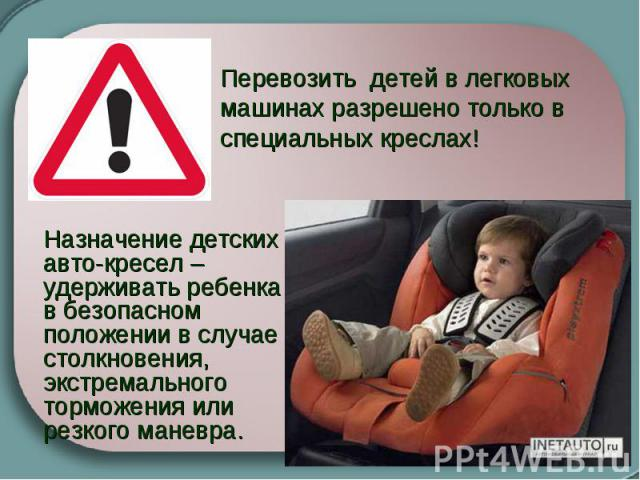 Перевозить детей в легковых
машинах разрешено только в
специальных креслах!
Назначение детских
авто-кресел –
удерживать ребенка
в безопасном
положении в случае
столкновения,
экстремального
торможения или
резкого маневра.
playxtrem
INETAUTO ru
PPt4WEB.ru